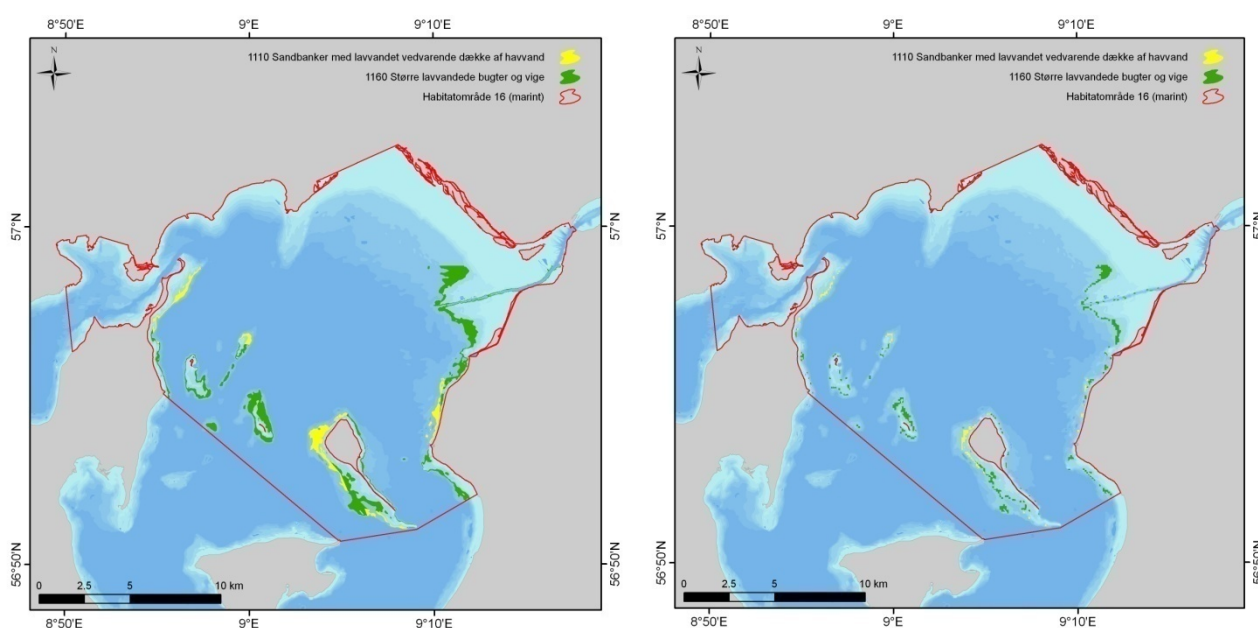 8°50'E 9°E 9°10'E
N
1110 Sandbanker med lavvandet vedvarende dække af havvand
1160 Større lavvandede bugter og vige
Habitatområde 16 (marint)
57°N
56°50'N
0 2.5 5 10 km
8°50'E 9°E 9°10'E
8°50'E 9°E 9°10'E
N
1110 Sandbanker med lavvandet vedvarende dække af havvand
1160 Større lavvandede bugter og vige
Habitatområde 16 (marint)
57°N 57°N
56°50'N 56°50'N
0 2.5 5 10 km
8°50'E 9°E 9°10'E